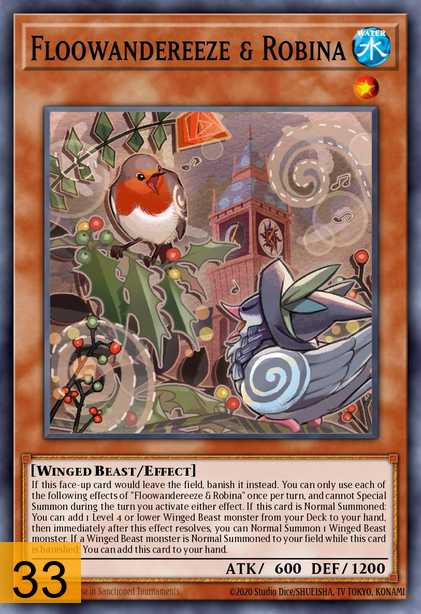 FLOOWANDEREEZE & ROBINA
WATER
水
[WINGED BEAST/EFFECT]
If this face-up card would leave the field, banish it instead. You can only use each of
the following effects of "Floowandereeze & Robina" once per turn, and cannot Special
Summon during the turn you activate either effect. If this card is Normal Summoned:
You can add 1 Level 4 or lower Winged Beast monster from your Deck to your hand,
then immediately after this effect resolves, you can Normal Summon 1 Winged Beast
monster. If a Winged Beast monster is Normal Summoned to your field while this card
is banished: You can add this card to your hand.
ATK/ 600 DEF/1200
33
Use in Sanctioned Tournaments
©2020 Studio Dice/SHUEISHA, TV TOKYO, KONAMI